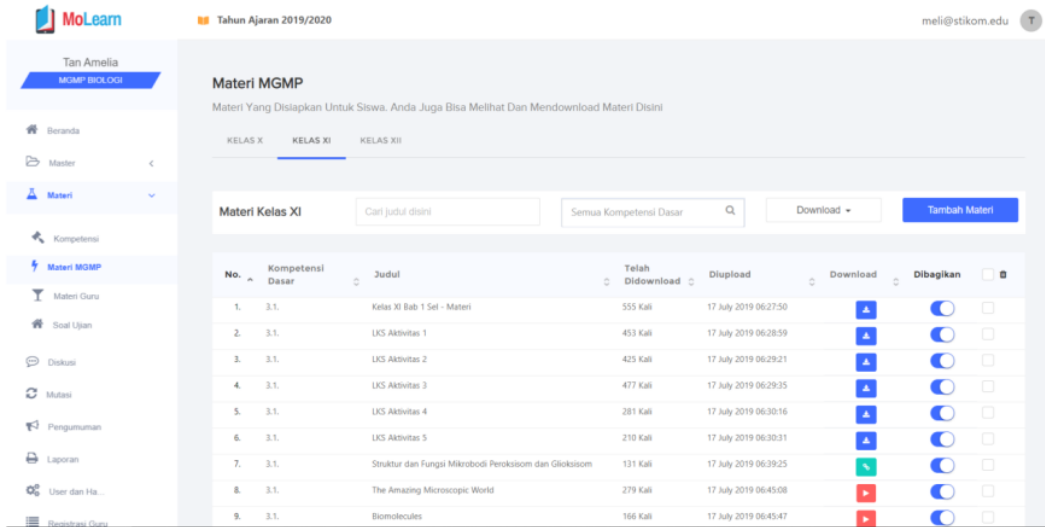 MoLearn
Tahun Ajaran 2019/2020
meli@stikom.edu
T
Tan Amelia
MGMP BIOLOGI
Beranda
Master
Materi
Kompetensi
Materi MGMP
Materi Guru
Soal Ujian
Diskusi
Mutasi
Pengumuman
Laporan
User dan Ha...
Registrasi Guru
Materi MGMP
Materi Yang Disiapkan Untuk Siswa. Anda Juga Bisa Melihat Dan Mendownload Materi Disini
KELAS X KELAS XI KELAS XII
Materi Kelas XI Cari judul disini Semua Kompetensi Dasar Download Tambah Materi
No. Kompetensi Dasar Judul Telah Didownload Diupload Download Dibagikan
1. 3.1. Kelas XI Bab 1 Sel - Materi 555 Kali 17 July 2019 06:27:50
2. 3.1. LKS Aktivitas 1 453 Kali 17 July 2019 06:28:59
3. 3.1. LKS Aktivitas 2 425 Kali 17 July 2019 06:29:21
4. 3.1. LKS Aktivitas 3 477 Kali 17 July 2019 06:29:35
5. 3.1. LKS Aktivitas 4 281 Kali 17 July 2019 06:30:16
6. 3.1. LKS Aktivitas 5 210 Kali 17 July 2019 06:30:31
7. 3.1. Struktur dan Fungsi Mikrobodi Peroksisom dan Glioksisom 131 Kali 17 July 2019 06:39:25
8. 3.1. The Amazing Microscopic World 279 Kali 17 July 2019 06:45:08
9. 3.1. Biomolecules 166 Kali 17 July 2019 06:45:47